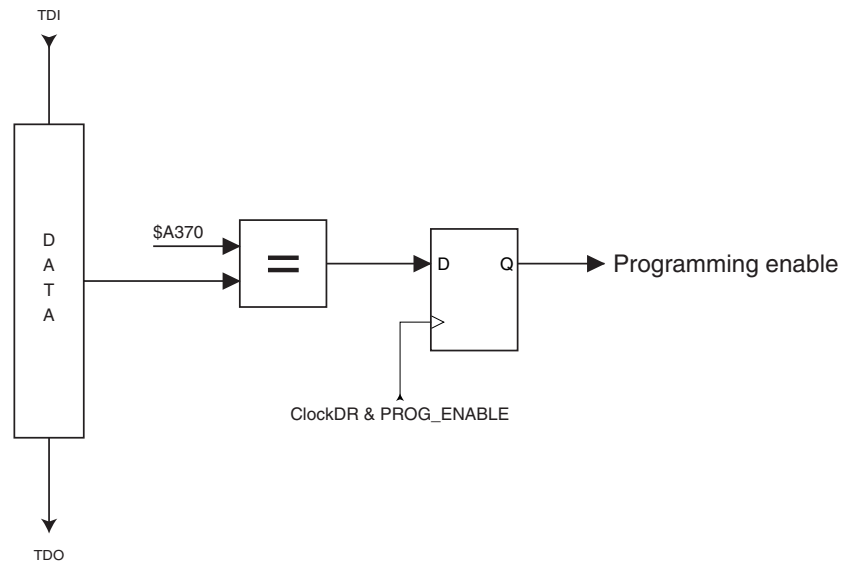 TDI
D
A
T
A
$A370
=
D
Q
Programming enable
ClockDR & PROG_ENABLE
TDO